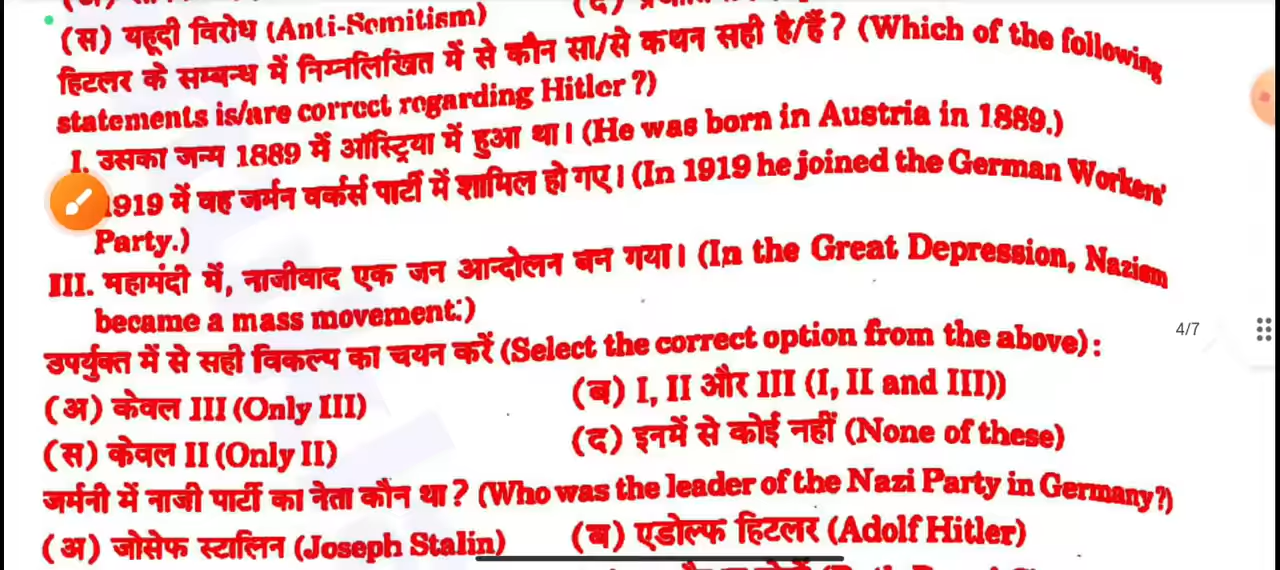 (स) यहूदी विरोध (Anti-Semitism)
हिटलर के सम्बन्ध में निम्नलिखित में से कौन सा/से कथन सही है/हैं? (Which of the following
statements is/are correct regarding Hitler?)
I. उसका जन्म 1889 में ऑस्ट्रिया में हुआ था। (He was born in Austria in 1889.)
1919 में वह जर्मन वर्कर्स पार्टी में शामिल हो गए। (In 1919 he joined the German Workers'
Party.)
III. महामंदी में, नाजीवाद एक जन आन्दोलन बन गया। (In the Great Depression, Nazism
became a mass movement:)
4/7
उपर्युक्त में से सही विकल्प का चयन करें (Select the correct option from the above):
(अ) केवल III (Only III) (ब) I, II और III (I, II and III))
(स) केवल II (Only II) (द) इनमें से कोई नहीं (None of these)
जर्मनी में नाजी पार्टी का नेता कौन था? (Who was the leader of the Nazi Party in Germany?)
(अ) जोसेफ स्टालिन (Joseph Stalin) (ब) एडोल्फ हिटलर (Adolf Hitler)